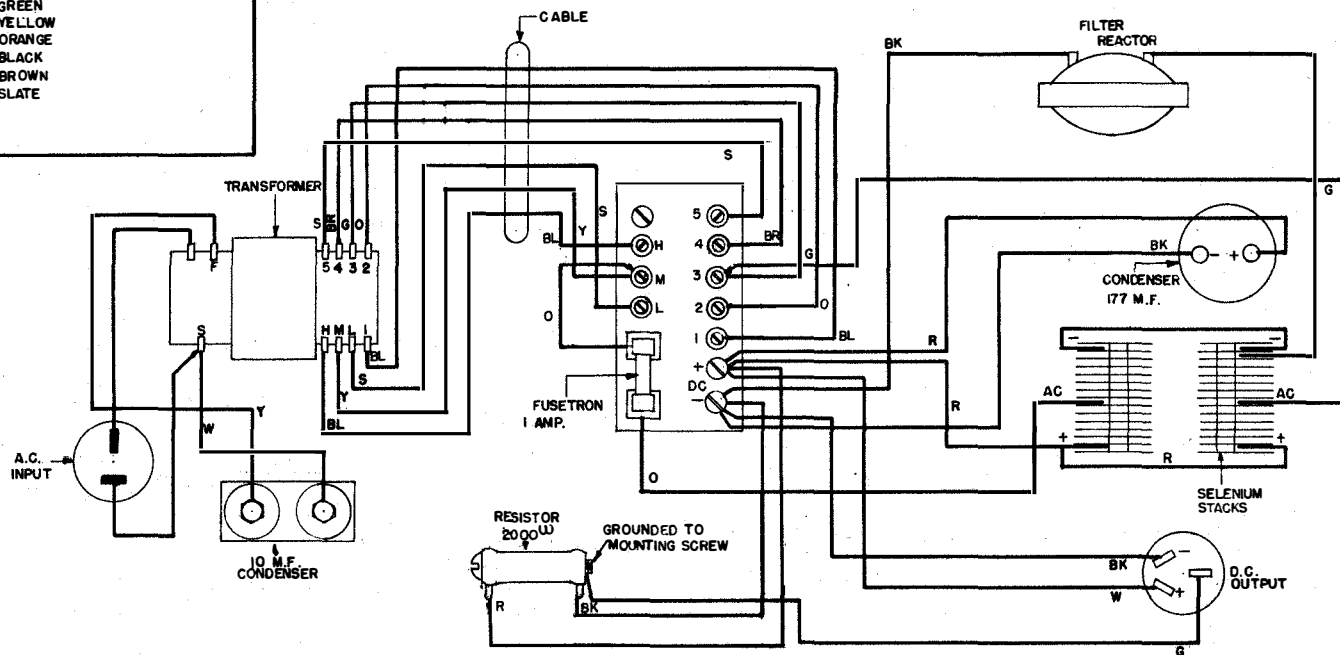 GREEN
YELLOW
ORANGE
BLACK
BROWN
SLATE
CABLE
FILTER
REACTOR
BK
S
TRANSFORMER
G
S BR G O
F
5 4 3 2
S
Y
BL
H
M
L
5
4
3
2
1
BR
G
O
BL
BK
- +
CONDENSER
177 M.F.
S
H M L 1
BL
S
Y
BL
O
+
DC
-
R
R
- -
AC
AC
+ +
R
FUSETRON
1 AMP.
Y
W
A.C.
INPUT
O
SELENIUM
STACKS
10 M.F.
CONDENSER
RESISTOR
2000 ω
GROUNDED TO
MOUNTING SCREW
R
BK
BK
W
-
+
D.C.
OUTPUT
G